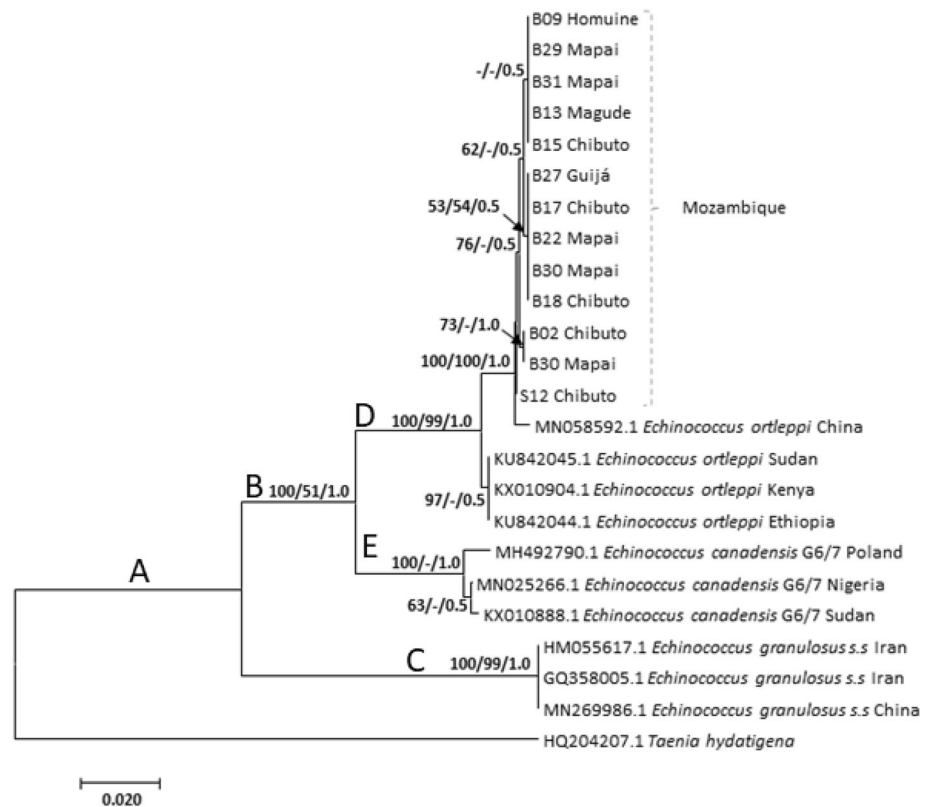 B09 Homuine
B29 Mapai
-/-/0.5
B31 Mapai
B13 Magude
62/-/0.5
B15 Chibuto
B27 Guijá
53/54/0.5
B17 Chibuto
Mozambique
76/-/0.5
B22 Mapai
B30 Mapai
B18 Chibuto
73/-/1.0
B02 Chibuto
100/100/1.0
B30 Mapai
S12 Chibuto
D
100/99/1.0
MN058592.1 Echinococcus ortleppi China
KU842045.1 Echinococcus ortleppi Sudan
B
100/51/1.0
97/-/0.5
KX010904.1 Echinococcus ortleppi Kenya
KU842044.1 Echinococcus ortleppi Ethiopia
E
100/-/1.0
MH492790.1 Echinococcus canadensis G6/7 Poland
A
MN025266.1 Echinococcus canadensis G6/7 Nigeria
63/-/0.5
KX010888.1 Echinococcus canadensis G6/7 Sudan
HM055617.1 Echinococcus granulosus s.s Iran
C
100/99/1.0
GQ358005.1 Echinococcus granulosus s.s Iran
MN269986.1 Echinococcus granulosus s.s China
HQ204207.1 Taenia hydatigena
0.020